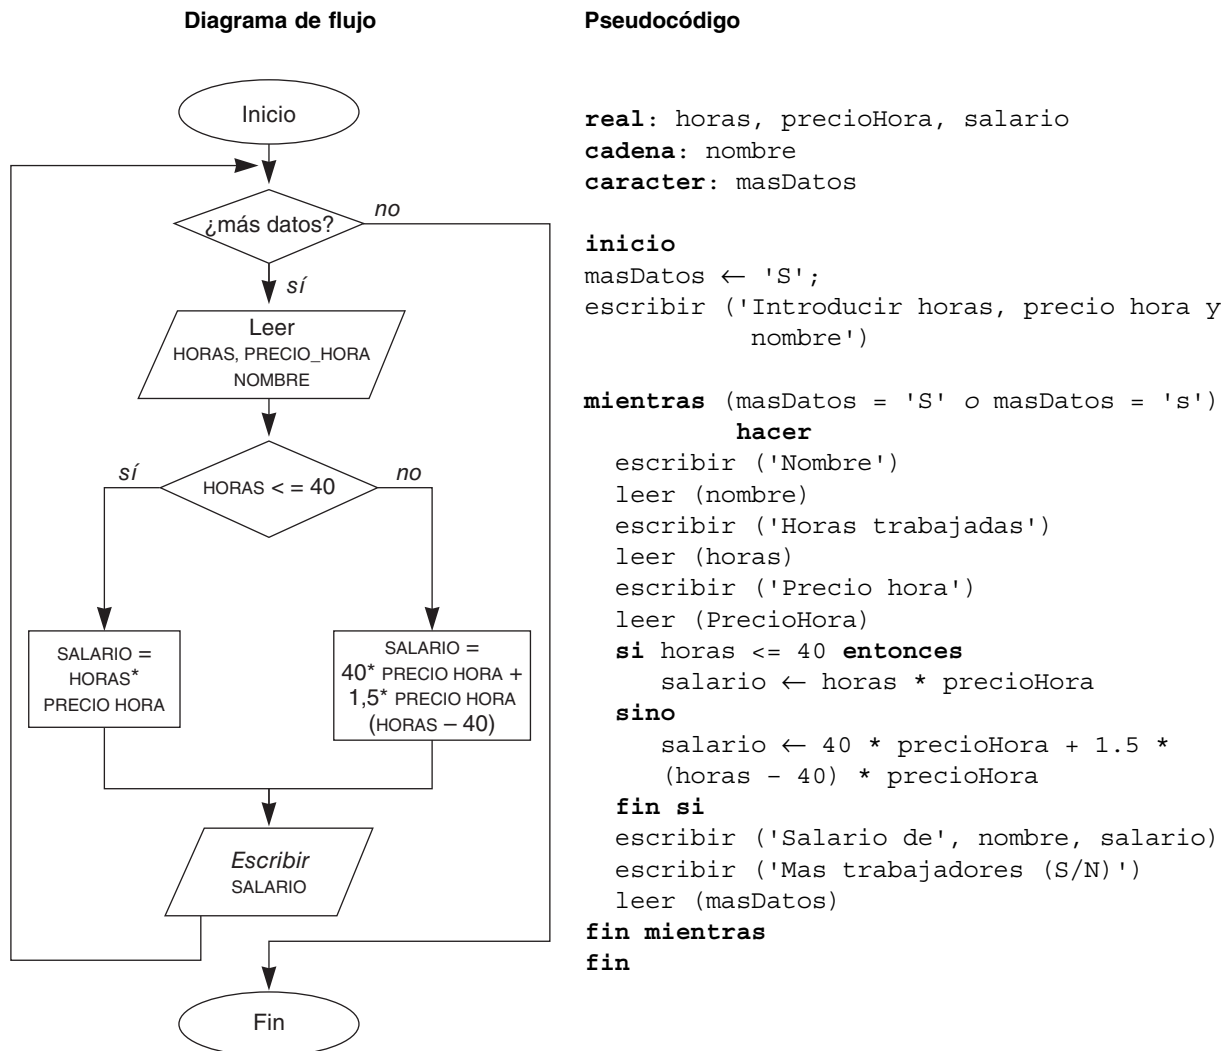 Diagrama de flujo
Inicio
¿más datos?
no
sí
Leer
HORAS, PRECIO_HORA
NOMBRE
sí
HORAS < = 40
no
SALARIO =
HORAS*
PRECIO HORA
SALARIO =
40* PRECIO HORA +
1,5* PRECIO HORA
(HORAS – 40)
Escribir
SALARIO
Fin
Pseudocódigo
real: horas, precioHora, salario
cadena: nombre
caracter: masDatos
inicio
masDatos ← 'S';
escribir ('Introducir horas, precio hora y
nombre')
mientras (masDatos = 'S' o masDatos = 's')
hacer
escribir ('Nombre')
leer (nombre)
escribir ('Horas trabajadas')
leer (horas)
escribir ('Precio hora')
leer (PrecioHora)
si horas <= 40 entonces
salario ← horas * precioHora
sino
salario ← 40 * precioHora + 1.5 *
(horas – 40) * precioHora
fin si
escribir ('Salario de', nombre, salario)
escribir ('Mas trabajadores (S/N)')
leer (masDatos)
fin mientras
fin